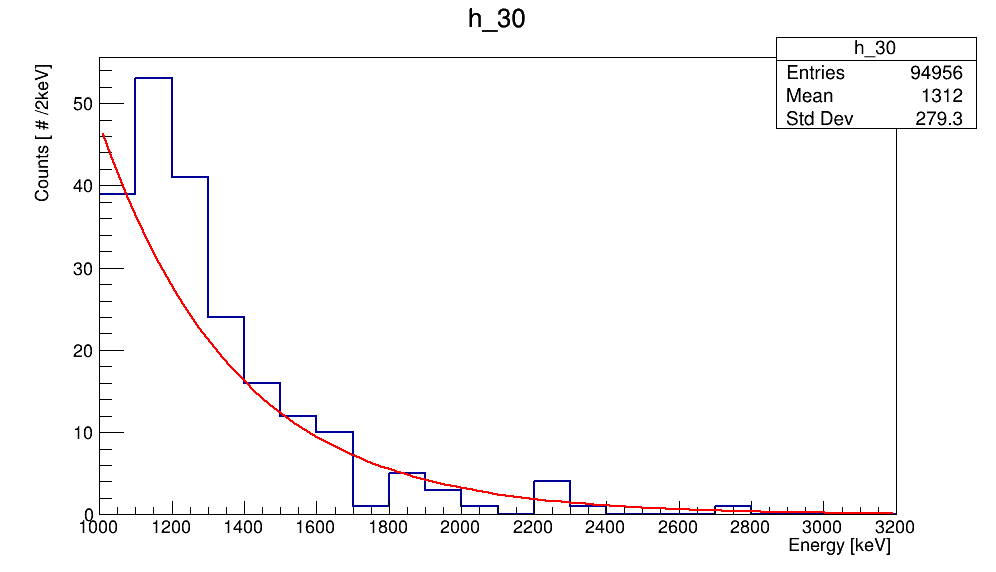 h_30
h_30
Entries 94956
Mean 1312
Std Dev 279.3
Counts [ # /2keV]
50
40
30
20
10
0
1000 1200 1400 1600 1800 2000 2200 2400 2600 2800 3000 3200
Energy [keV]